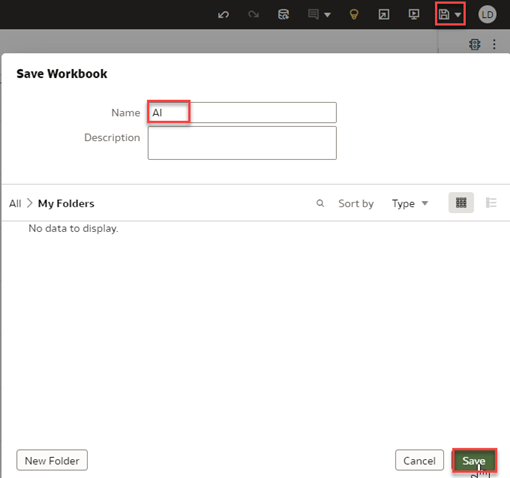 LD
Save Workbook
Name AI
Description
All > My Folders Sort by Type
No data to display.
New Folder Cancel Save